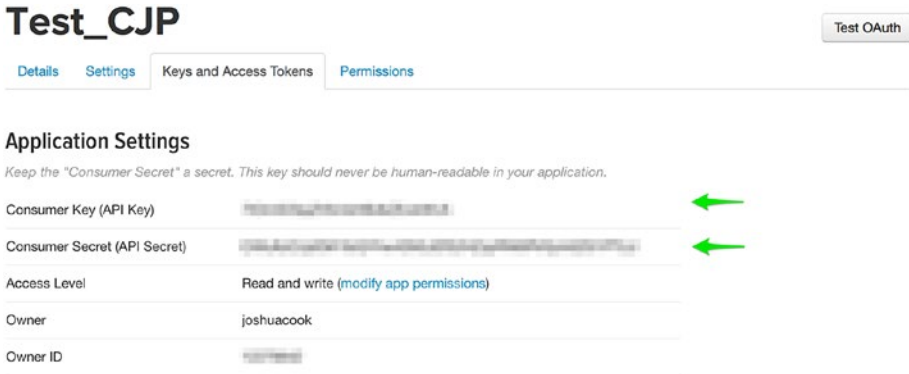 Test_CJP
Test OAuth
Details Settings Keys and Access Tokens Permissions
Application Settings
Keep the "Consumer Secret" a secret. This key should never be human-readable in your application.
Consumer Key (API Key)
Consumer Secret (API Secret)
Access Level Read and write (modify app permissions)
Owner joshuacook
Owner ID